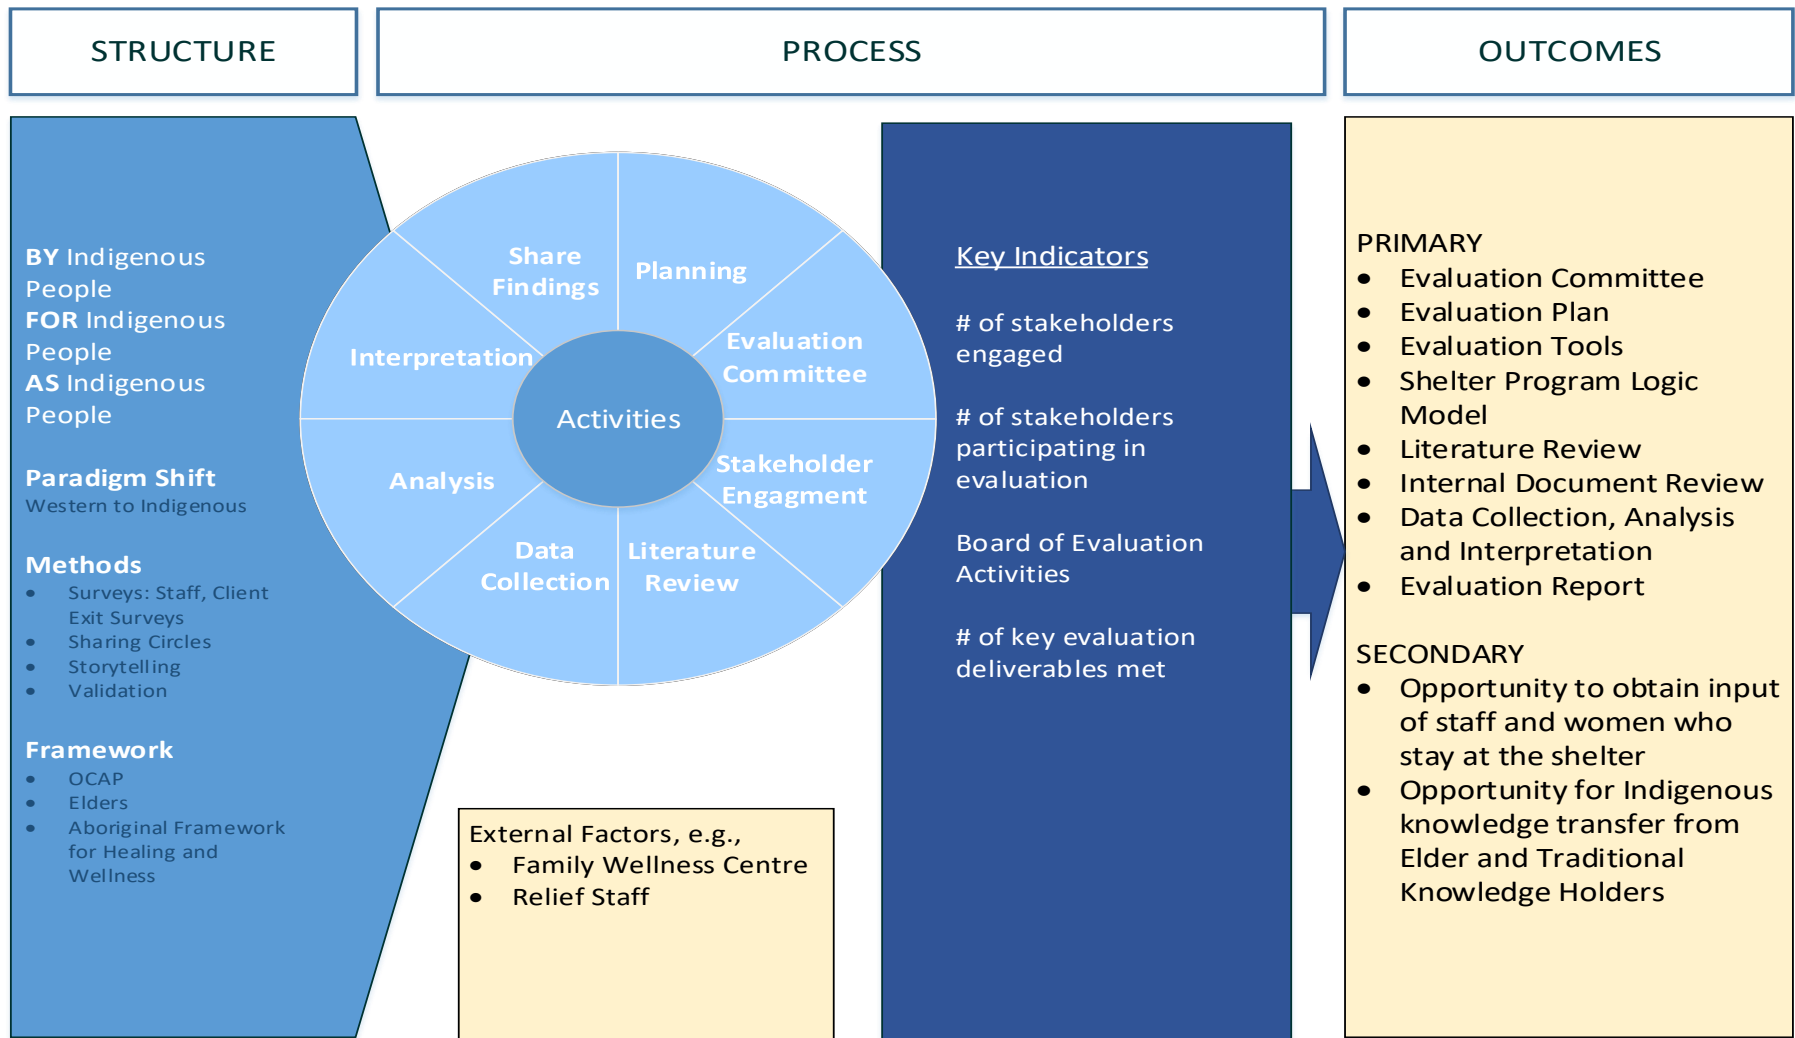 STRUCTURE
PROCESS
OUTCOMES
BY Indigenous
People
FOR Indigenous
People
AS Indigenous
People
Paradigm Shift
Western to Indigenous
Methods
• Surveys: Staff, Client
Exit Surveys
• Sharing Circles
• Storytelling
• Validation
Framework
• OCAP
• Elders
• Aboriginal Framework
for Healing and
Wellness
Activities
Planning
Evaluation
Committee
Stakeholder
Engagment
Literature
Review
Data
Collection
Analysis
Interpretation
Share
Findings
External Factors, e.g.,
• Family Wellness Centre
• Relief Staff
Key Indicators
# of stakeholders
engaged
# of stakeholders
participating in
evaluation
Board of Evaluation
Activities
# of key evaluation
deliverables met
PRIMARY
• Evaluation Committee
• Evaluation Plan
• Evaluation Tools
• Shelter Program Logic
Model
• Literature Review
• Internal Document Review
• Data Collection, Analysis
and Interpretation
• Evaluation Report
SECONDARY
• Opportunity to obtain input
of staff and women who
stay at the shelter
• Opportunity for Indigenous
knowledge transfer from
Elder and Traditional
Knowledge Holders